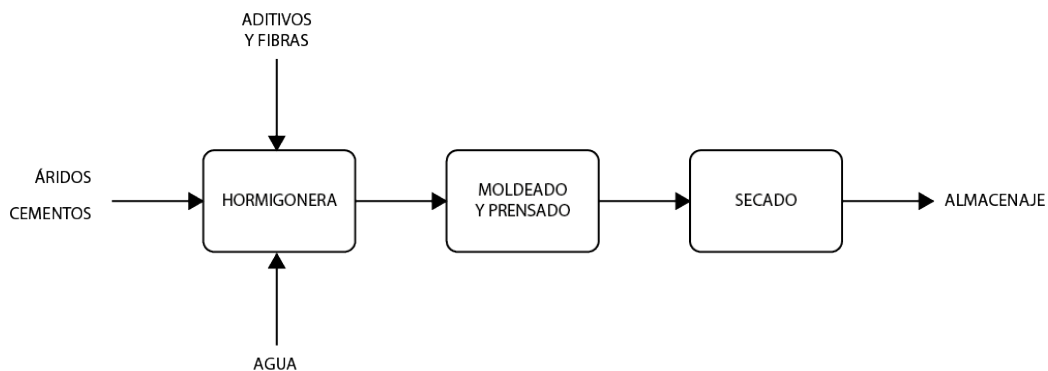 ADITIVOS
Y FIBRAS
ÁRIDOS
CEMENTOS
HORMIGONERA
MOLDEADO
Y PRENSADO
SECADO
ALMACENAJE
AGUA